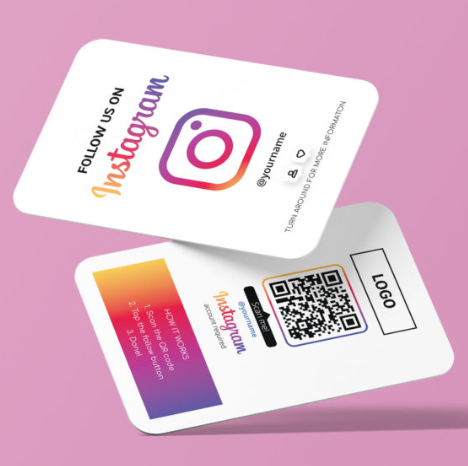 FOLLOW US ON
Instagram
@yourname
TURN AROUND FOR MORE INFORMATON
LOGO
Scan me!
@yourname
Instagram
account required
HOW IT WORKS
1. Scan the QR code
2. Tap the follow button
3. Done!